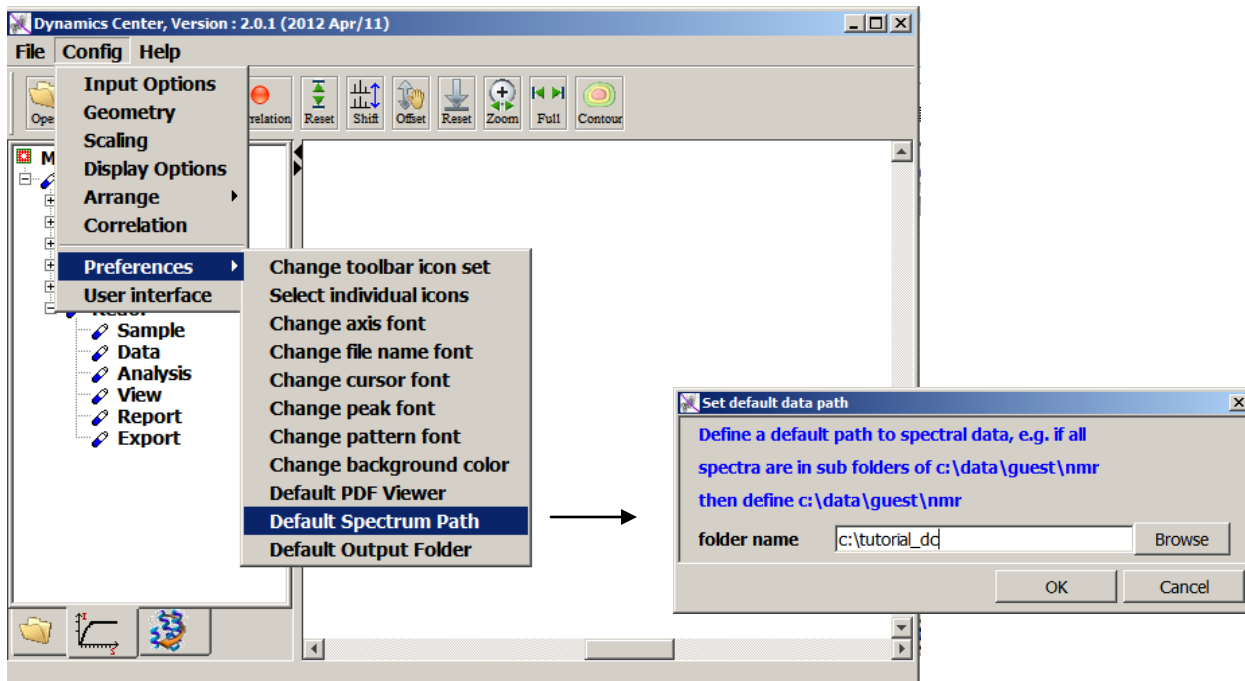 Dynamics Center, Version : 2.0.1 (2012 Apr/11)
File Config Help
Input Options
Geometry
Scaling
Display Options
Arrange
Correlation
Preferences
User interface
Ope
relation
Reset
Shift
Offset
Reset
Zoom
Full
Contour
M
Sample
Data
Analysis
View
Report
Export
Change toolbar icon set
Select individual icons
Change axis font
Change file name font
Change cursor font
Change peak font
Change pattern font
Change background color
Default PDF Viewer
Default Spectrum Path
Default Output Folder
Set default data path
Define a default path to spectral data, e.g. if all
spectra are in sub folders of c:\data\guest\nmr
then define c:\data\guest\nmr
folder name c:\tutorial_dc Browse
OK Cancel